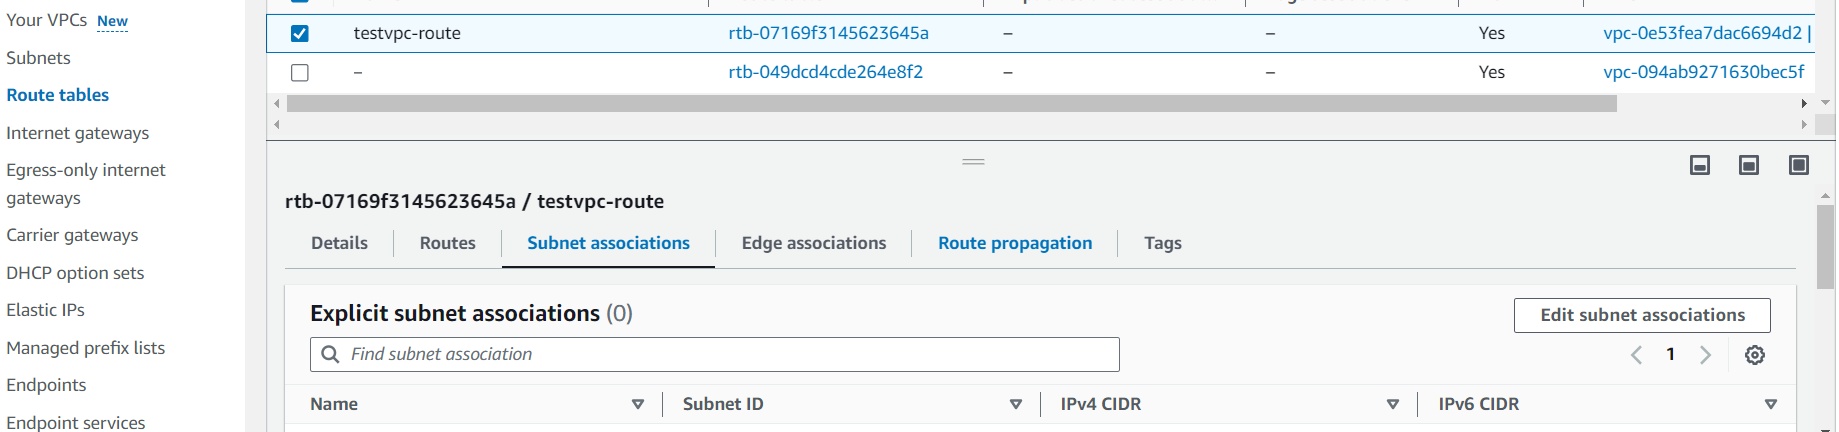 Your VPCs New
Subnets
Route tables
Internet gateways
Egress-only internet
gateways
Carrier gateways
DHCP option sets
Elastic IPs
Managed prefix lists
Endpoints
Endpoint services
testvpc-route rtb-07169f3145623645a – – Yes vpc-0e53fea7dac6694d2 |
– rtb-049dcd4cde264e8f2 – – Yes vpc-094ab9271630bec5f
rtb-07169f3145623645a / testvpc-route
Details Routes Subnet associations Edge associations Route propagation Tags
Explicit subnet associations (0) Edit subnet associations
Find subnet association 1
Name Subnet ID IPv4 CIDR IPv6 CIDR